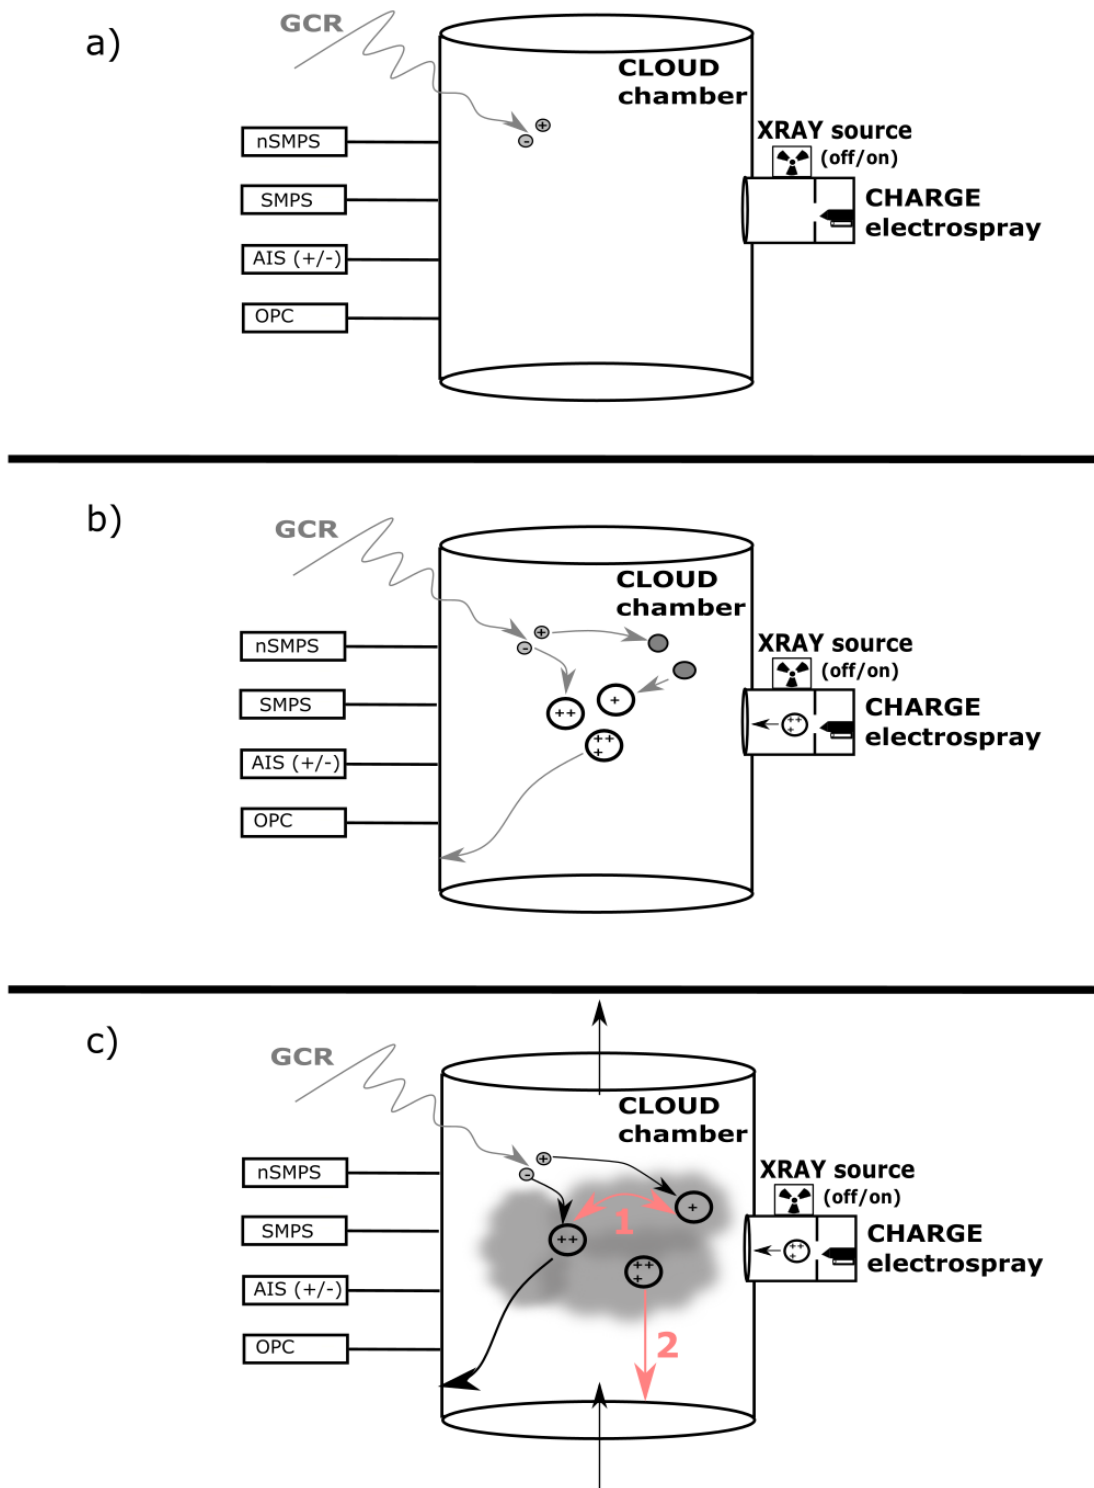 a)
GCR
CLOUD
chamber
nSMPS
SMPS
AIS (+/-)
OPC
+
-
XRAY source
(off/on)
CHARGE
electrospray
b)
GCR
CLOUD
chamber
nSMPS
SMPS
AIS (+/-)
OPC
+
-
++
+
++
+
XRAY source
(off/on)
++
+
CHARGE
electrospray
c)
GCR
CLOUD
chamber
nSMPS
SMPS
AIS (+/-)
OPC
+
-
1
+
++
++
+
2
XRAY source
(off/on)
++
+
CHARGE
electrospray